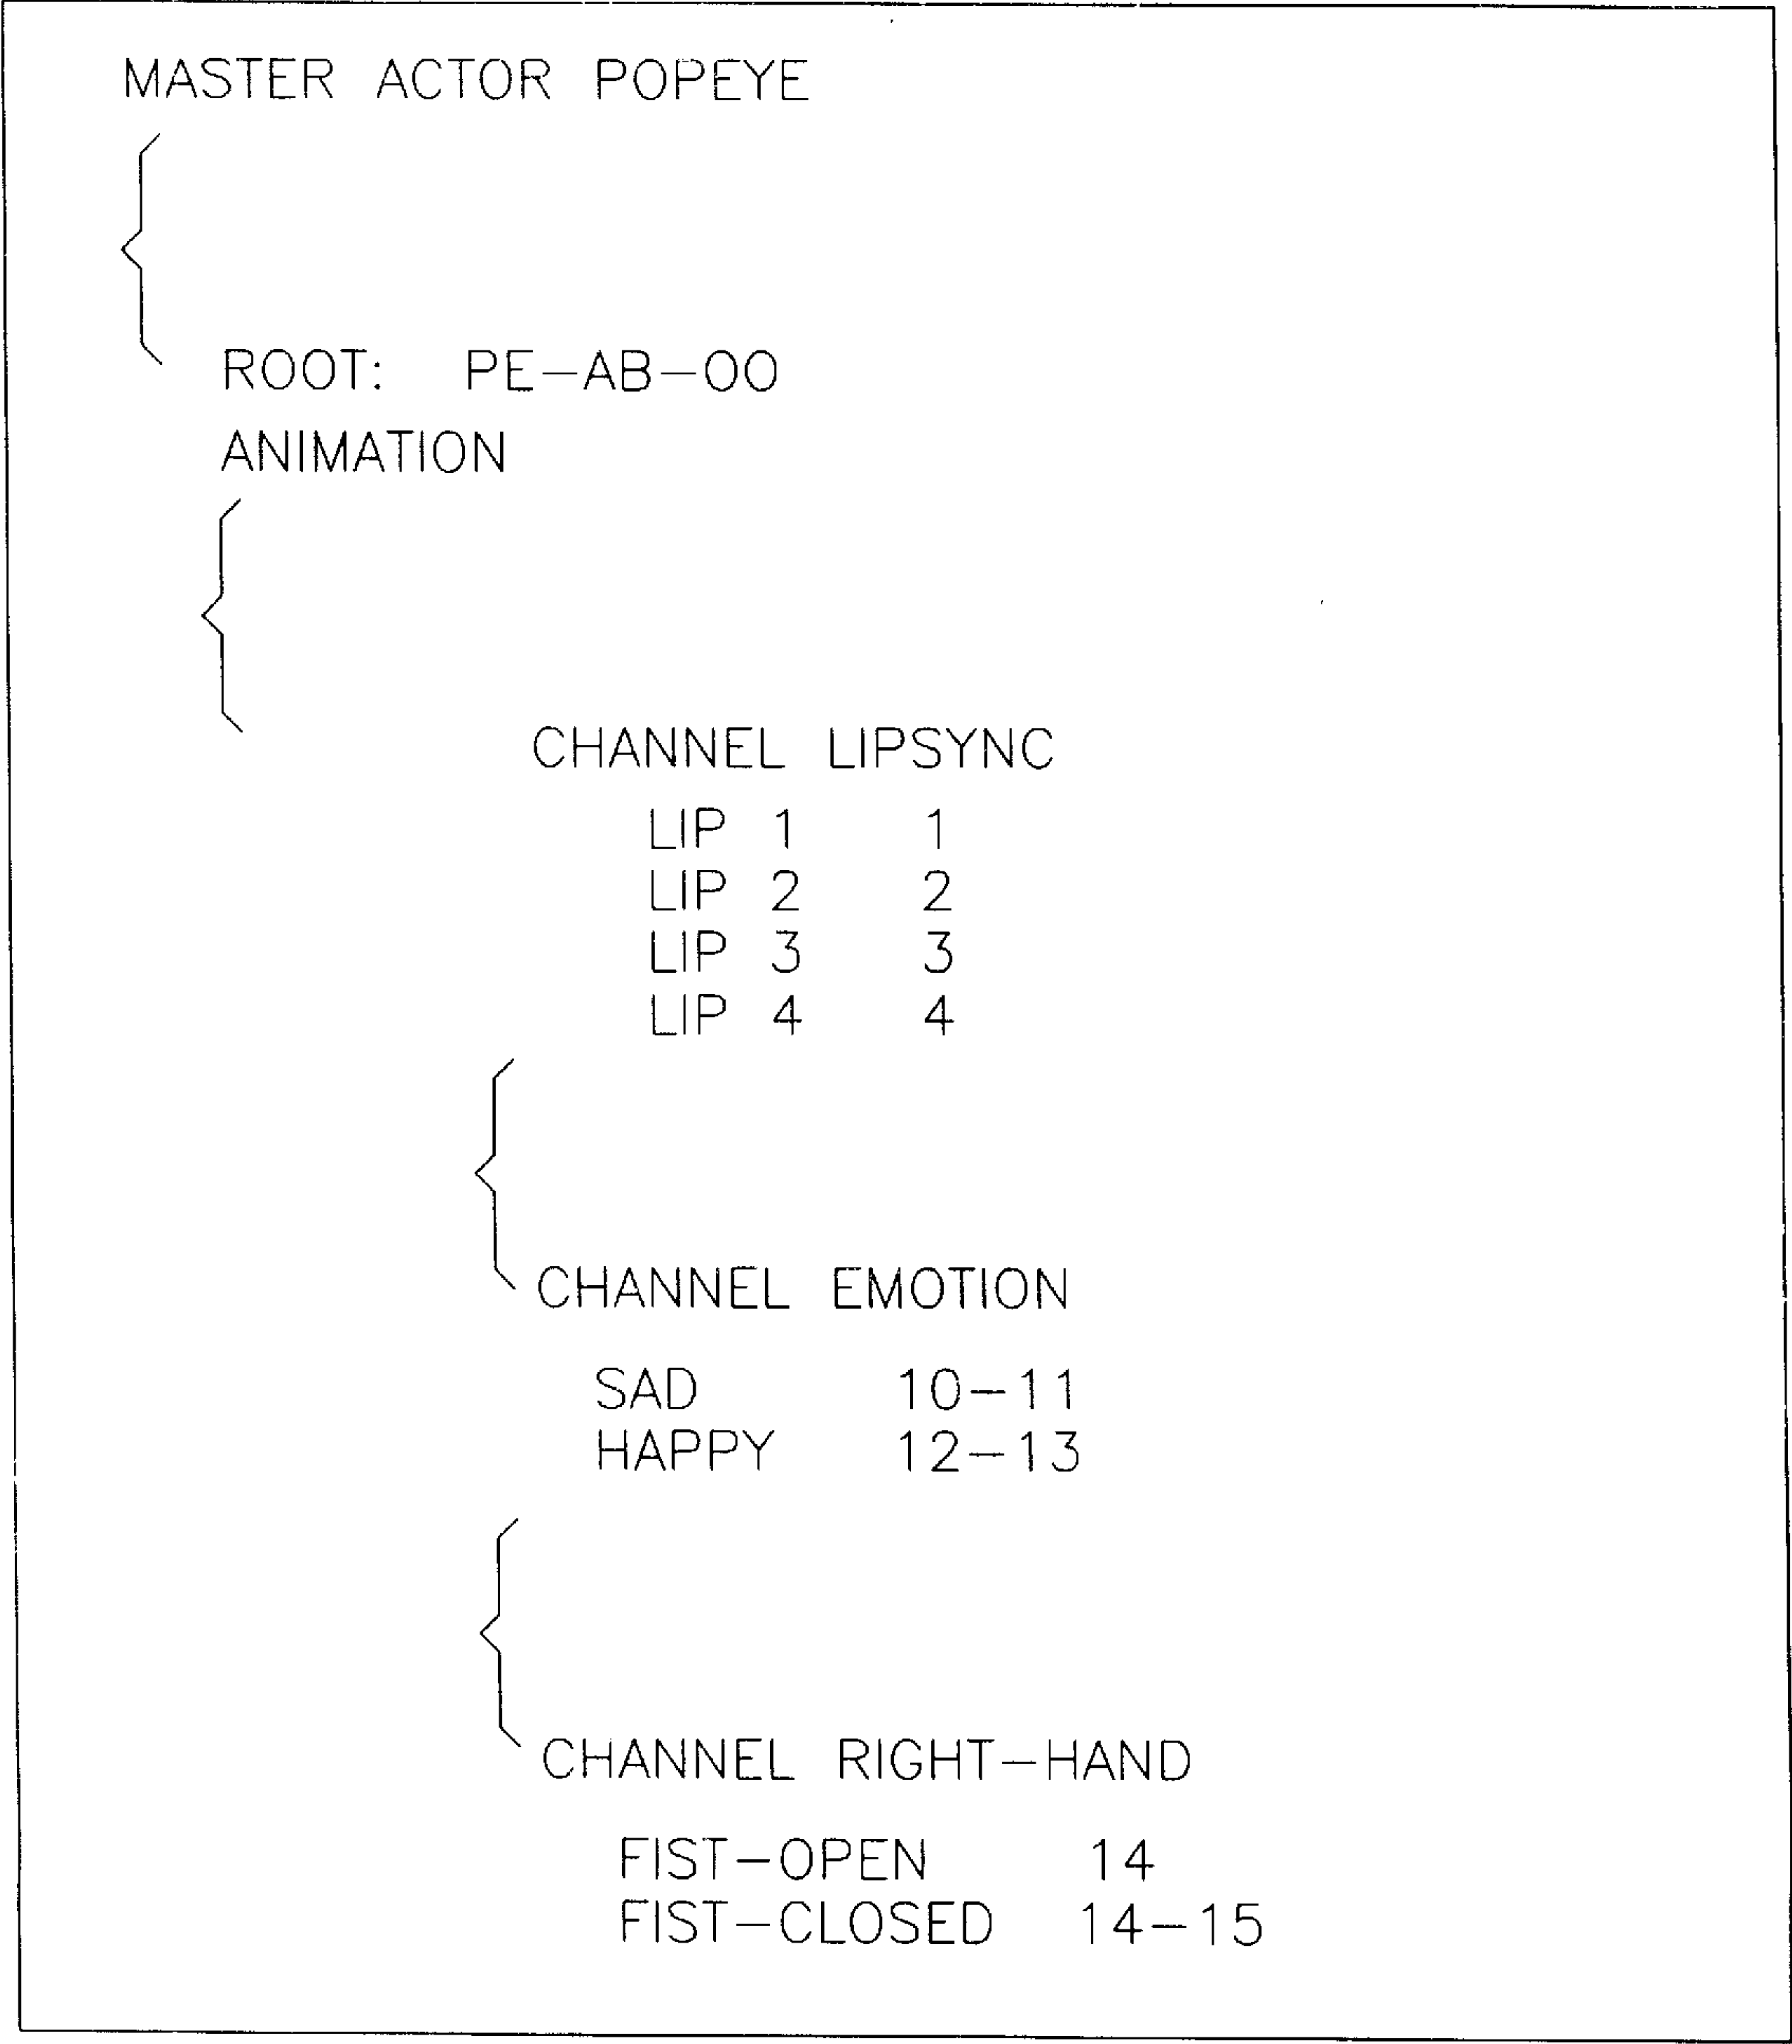 MASTER ACTOR POPEYE
ROOT: PE-AB-00
ANIMATION
CHANNEL LIPSYNC
LIP 1 1
LIP 2 2
LIP 3 3
LIP 4 4
CHANNEL EMOTION
SAD 10-11
HAPPY 12-13
CHANNEL RIGHT-HAND
FIST-OPEN 14
FIST-CLOSED 14-15